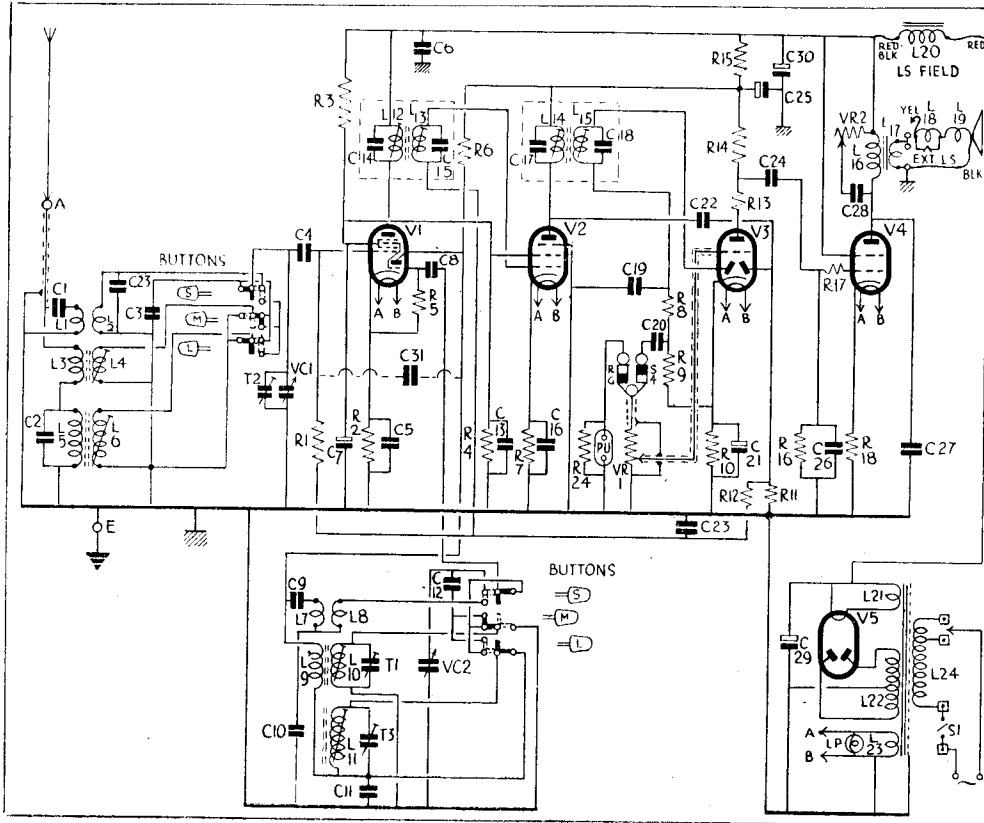 C6
R15
C30
RED
BLK
L20
RED
LS FIELD
C25
R3
L12
L13
C14
C15
R6
L14
L15
C17
C18
R14
C24
VR2
L17
YEL
L18
L19
L16
EXT LS
BLK
C28
A
BUTTONS
C4
V1
C8
V2
C22
R13
V3
V4
C1
L1
L2
C23
C3
S
M
L
R5
A B
C19
R8
A B
R17
A B
A B
L3
L4
T2
VC1
C31
C20
RG
S4
R9
C2
L5
L6
R1
C7
R2
C5
R4
C13
R7
C16
R24
PU
VR1
R10
C21
R12
R11
R16
C26
R18
C27
E
C23
C9
L7
L8
C12
BUTTONS
S
M
L
L9
L10
T1
VC2
C10
L11
T3
C11
C29
V5
L21
L22
L24
A
B
LP
L23
S1